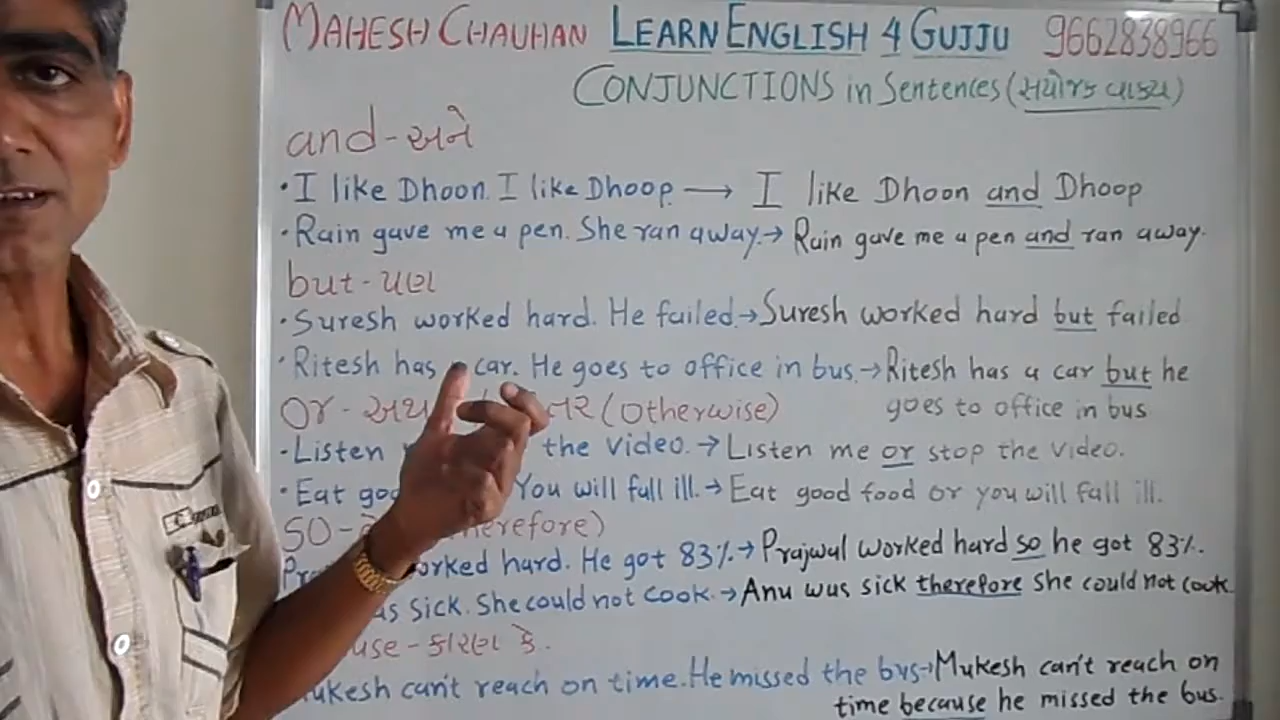 MAHESH CHAUHAN LEARN ENGLISH 4 GUJJU 9662838966
CONJUNCTIONS in Sentences (સંયોજક વાક્ય)
and - અને
• I like Dhoon. I like Dhoop → I like Dhoon and Dhoop
• Rain gave me a pen. She ran away. → Rain gave me a pen and ran away.
but - પણ
• Suresh worked hard. He failed. → Suresh worked hard but failed
• Ritesh has car. He goes to office in bus. → Ritesh has a car but he
goes to office in bus
or - (otherwise)
• Listen the video. → Listen me or stop the video.
• Eat You will fall ill. → Eat good food or you will fall ill.
SO -
worked hard. He got 83%. → Prajwal worked hard so he got 83%.
sick. She could not cook. → Anu was sick therefore she could not cook.
કારણ કે.
can't reach on time. He missed the bus → Mukesh can't reach on
time because he missed the bus.